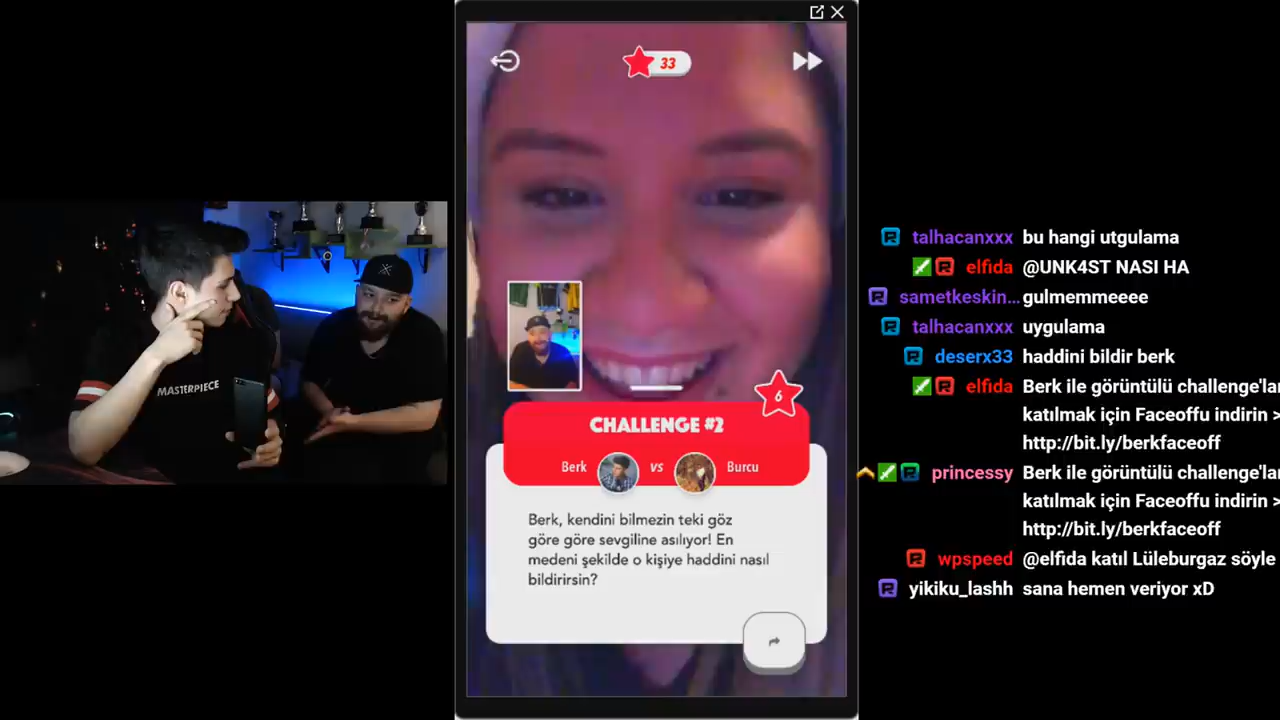 33
MASTERPIECE
6
CHALLENGE #2
Berk vs Burcu
Berk, kendini bilmezin teki göz
göre göre sevgiline asılıyor! En
medeni şekilde o kişiye haddini nasıl
bildirirsin?
talhacanxxx bu hangi utgulama
elfida @UNK4ST NASI HA
sametkeskin... gulmemmeeee
talhacanxxx uygulama
deserx33 haddini bildir berk
elfida Berk ile görüntülü challenge'lar
katılmak için Faceoffu indirin >
http://bit.ly/berkfaceoff
princessy Berk ile görüntülü challenge'lar
katılmak için Faceoffu indirin >
http://bit.ly/berkfaceoff
wpspeed @elfida katıl Lüleburgaz söyle
yikiku_lashh sana hemen veriyor xD